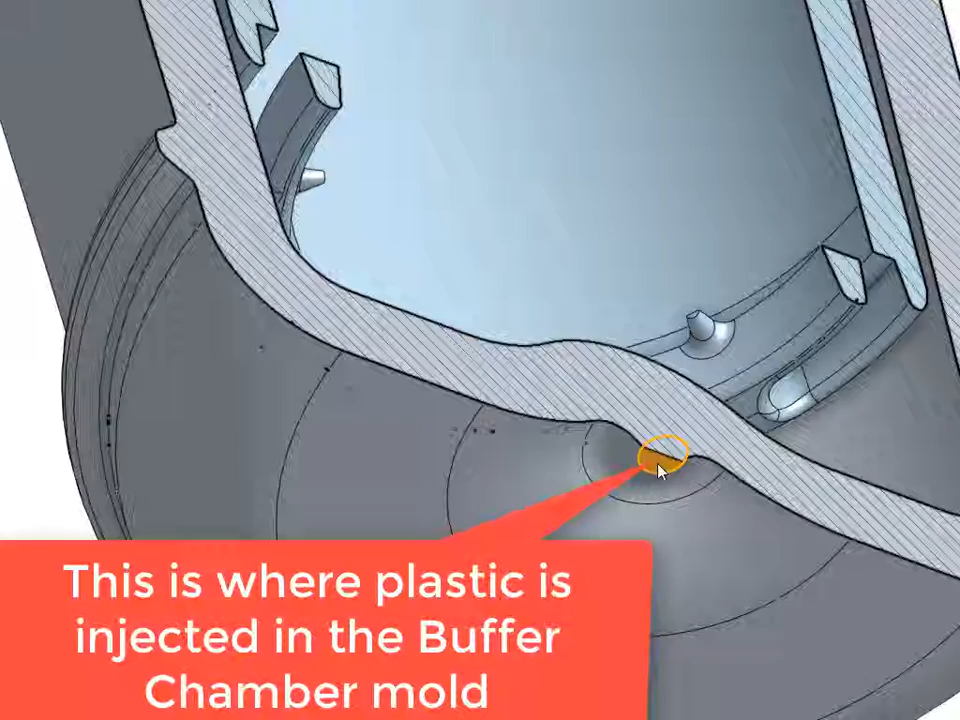 This is where plastic is
injected in the Buffer
Chamber mold